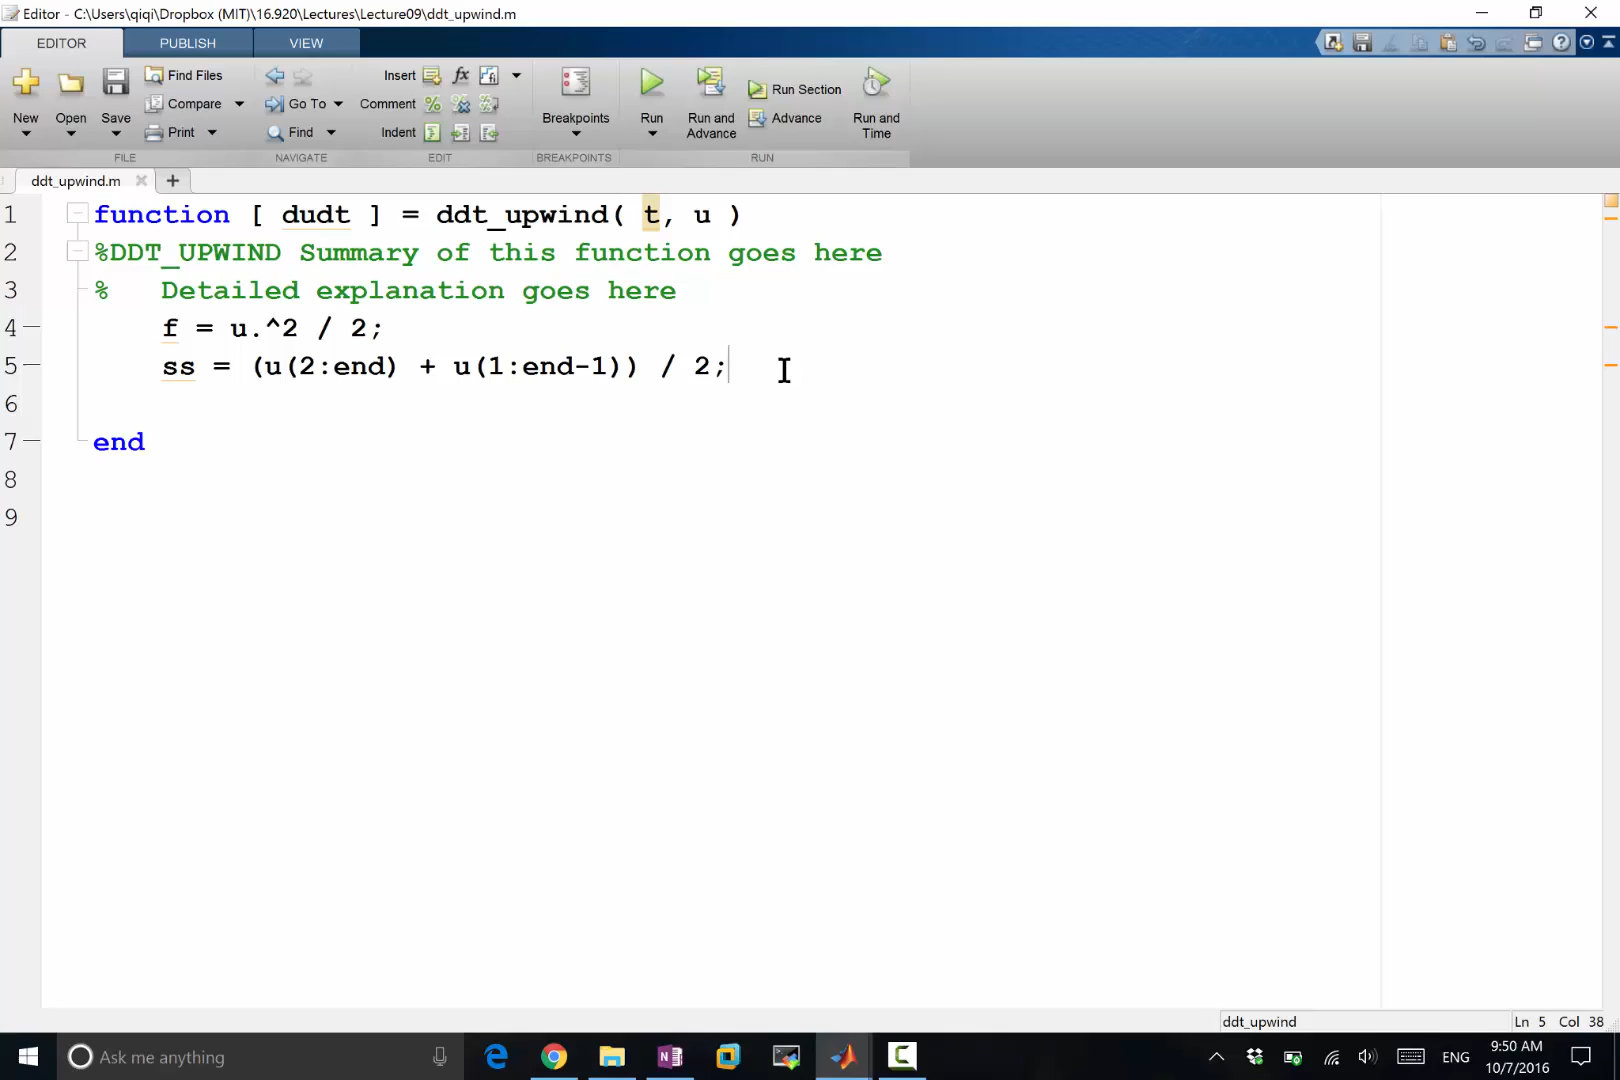 Editor - C:\Users\qiqi\Dropbox (MIT)\16.920\Lectures\Lecture09\ddt_upwind.m
EDITOR PUBLISH VIEW
New Open Save
Find Files
Compare
Print
FILE
Go To
Find
NAVIGATE
Insert fx
Comment
Indent
EDIT
Breakpoints
BREAKPOINTS
Run
Run and Advance
Run Section
Advance
Run and Time
RUN
ddt_upwind.m
1 function [ dudt ] = ddt_upwind( t, u )
2 %DDT_UPWIND Summary of this function goes here
3 % Detailed explanation goes here
4 f = u.^2 / 2;
5 ss = (u(2:end) + u(1:end-1)) / 2;
6
7 end
8
9
ddt_upwind Ln 5 Col 38
Ask me anything
ENG
9:50 AM
10/7/2016